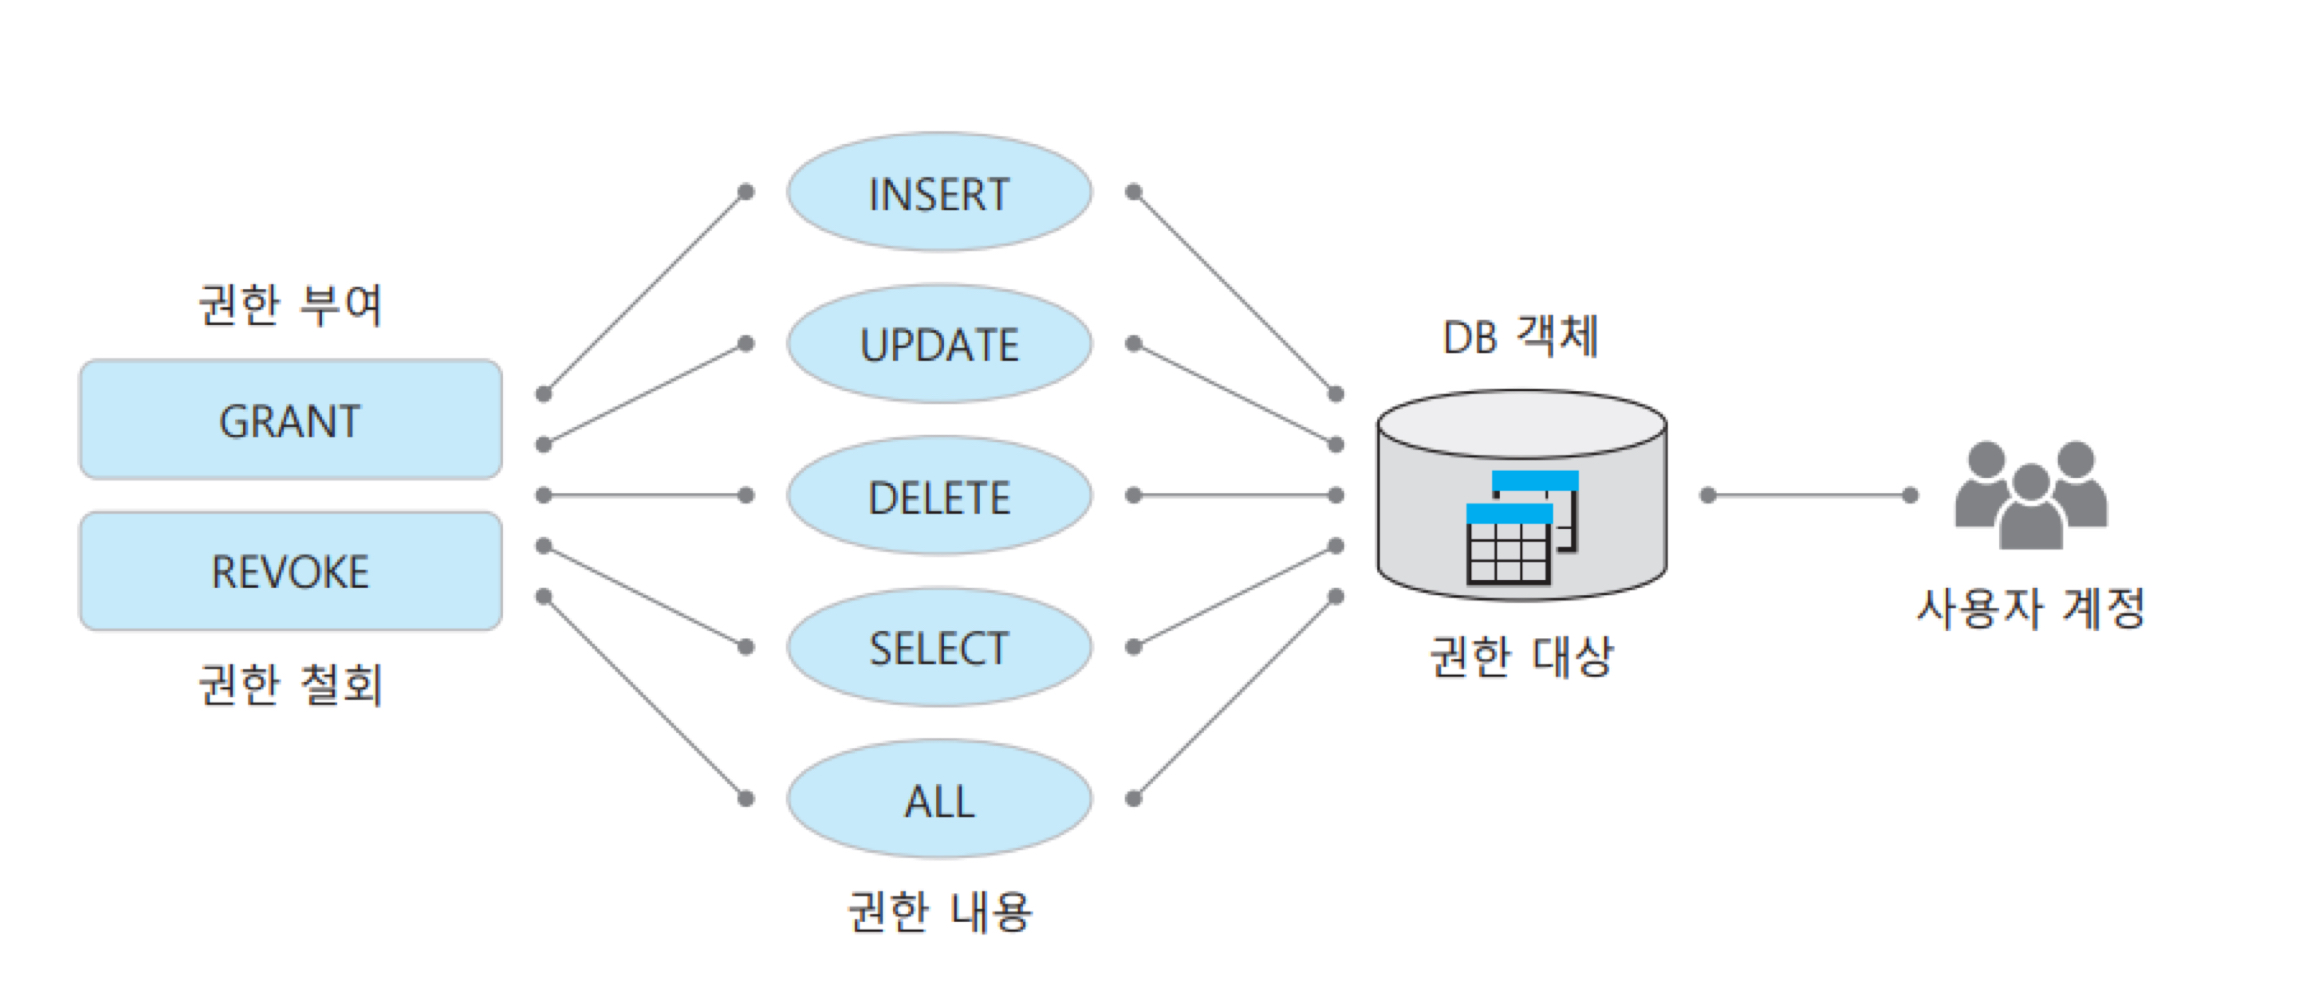 권한 부여
GRANT
REVOKE
권한 철회
INSERT
UPDATE
DELETE
SELECT
ALL
권한 내용
DB 객체
권한 대상
사용자 계정